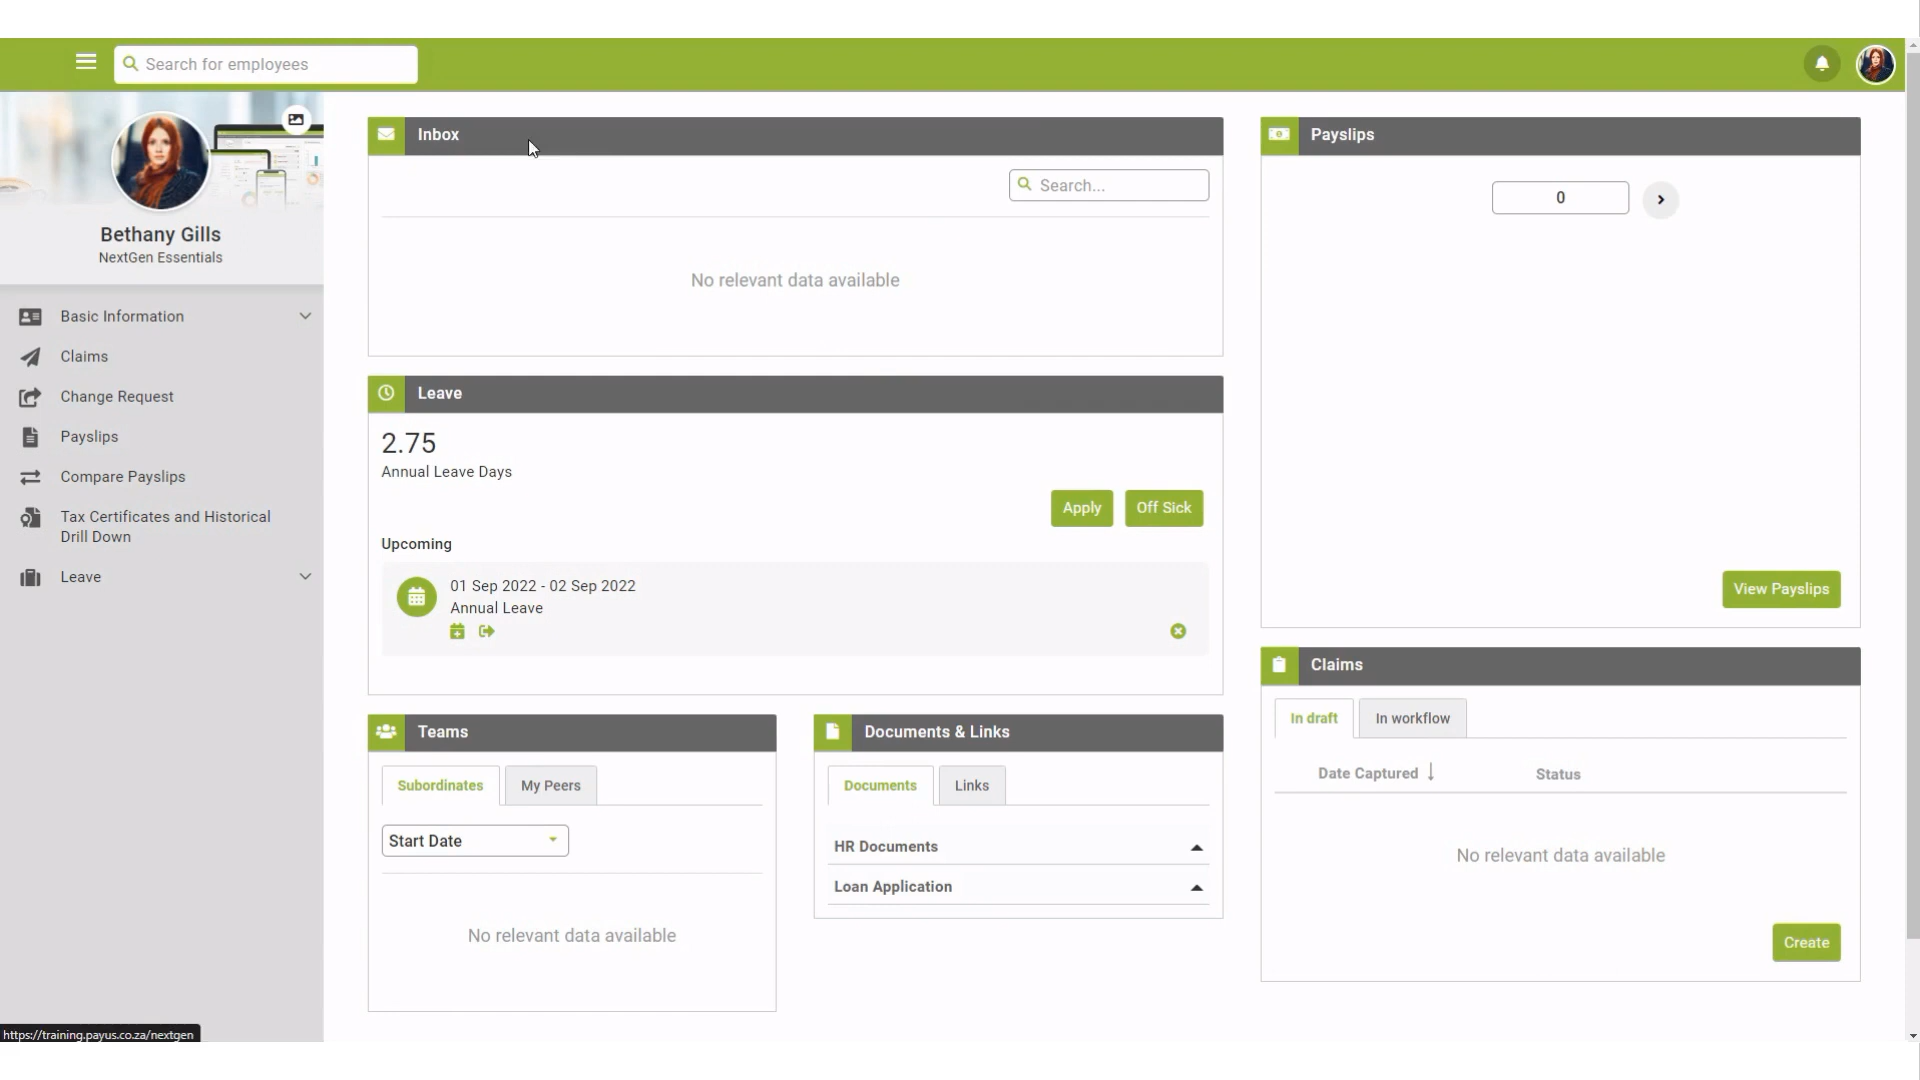 Search for employees
Bethany Gills
NextGen Essentials
Basic Information
Claims
Change Request
Payslips
Compare Payslips
Tax Certificates and Historical
Drill Down
Leave
Inbox
Search...
No relevant data available
Leave
2.75
Annual Leave Days
Apply
Off Sick
Upcoming
01 Sep 2022 - 02 Sep 2022
Annual Leave
Teams
Subordinates
My Peers
Start Date
No relevant data available
Documents & Links
Documents
Links
HR Documents
Loan Application
Payslips
0
View Payslips
Claims
In draft
In workflow
Date Captured
Status
No relevant data available
Create
https://training.payus.co.za/nextgen